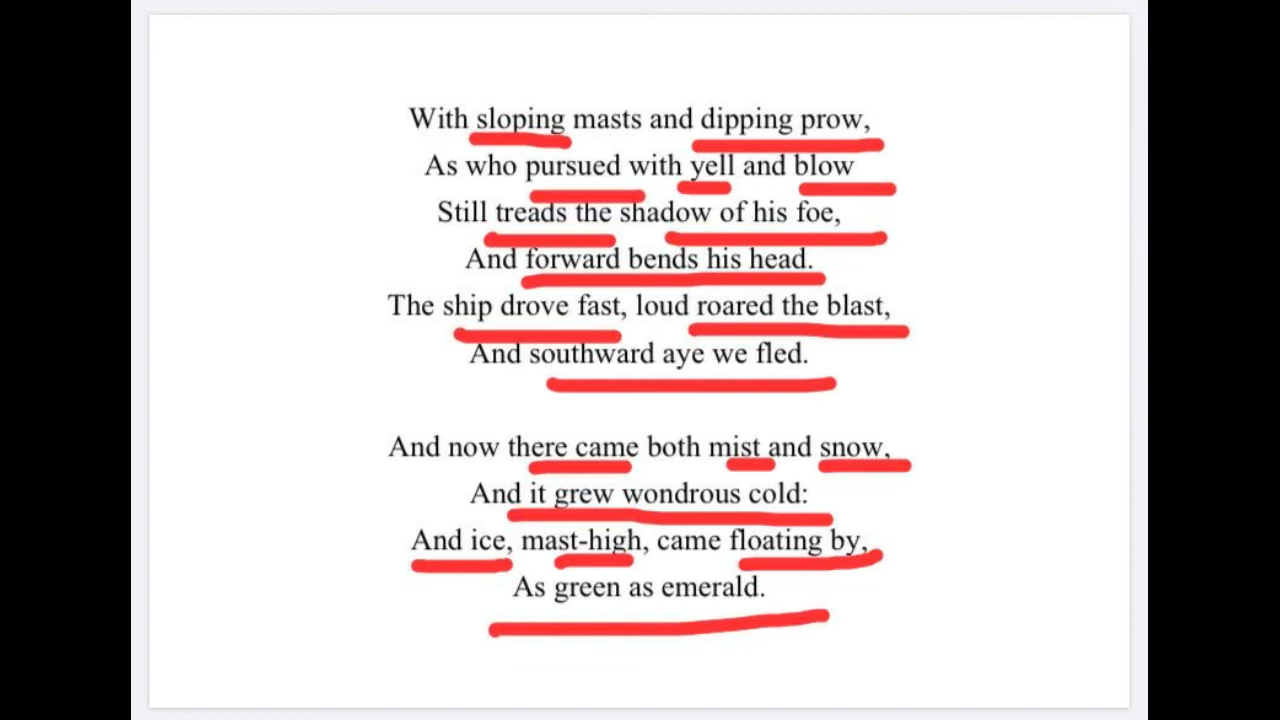 With sloping masts and dipping prow,
As who pursued with yell and blow
Still treads the shadow of his foe,
And forward bends his head.
The ship drove fast, loud roared the blast,
And southward aye we fled.
And now there came both mist and snow,
And it grew wondrous cold:
And ice, mast-high, came floating by,
As green as emerald.